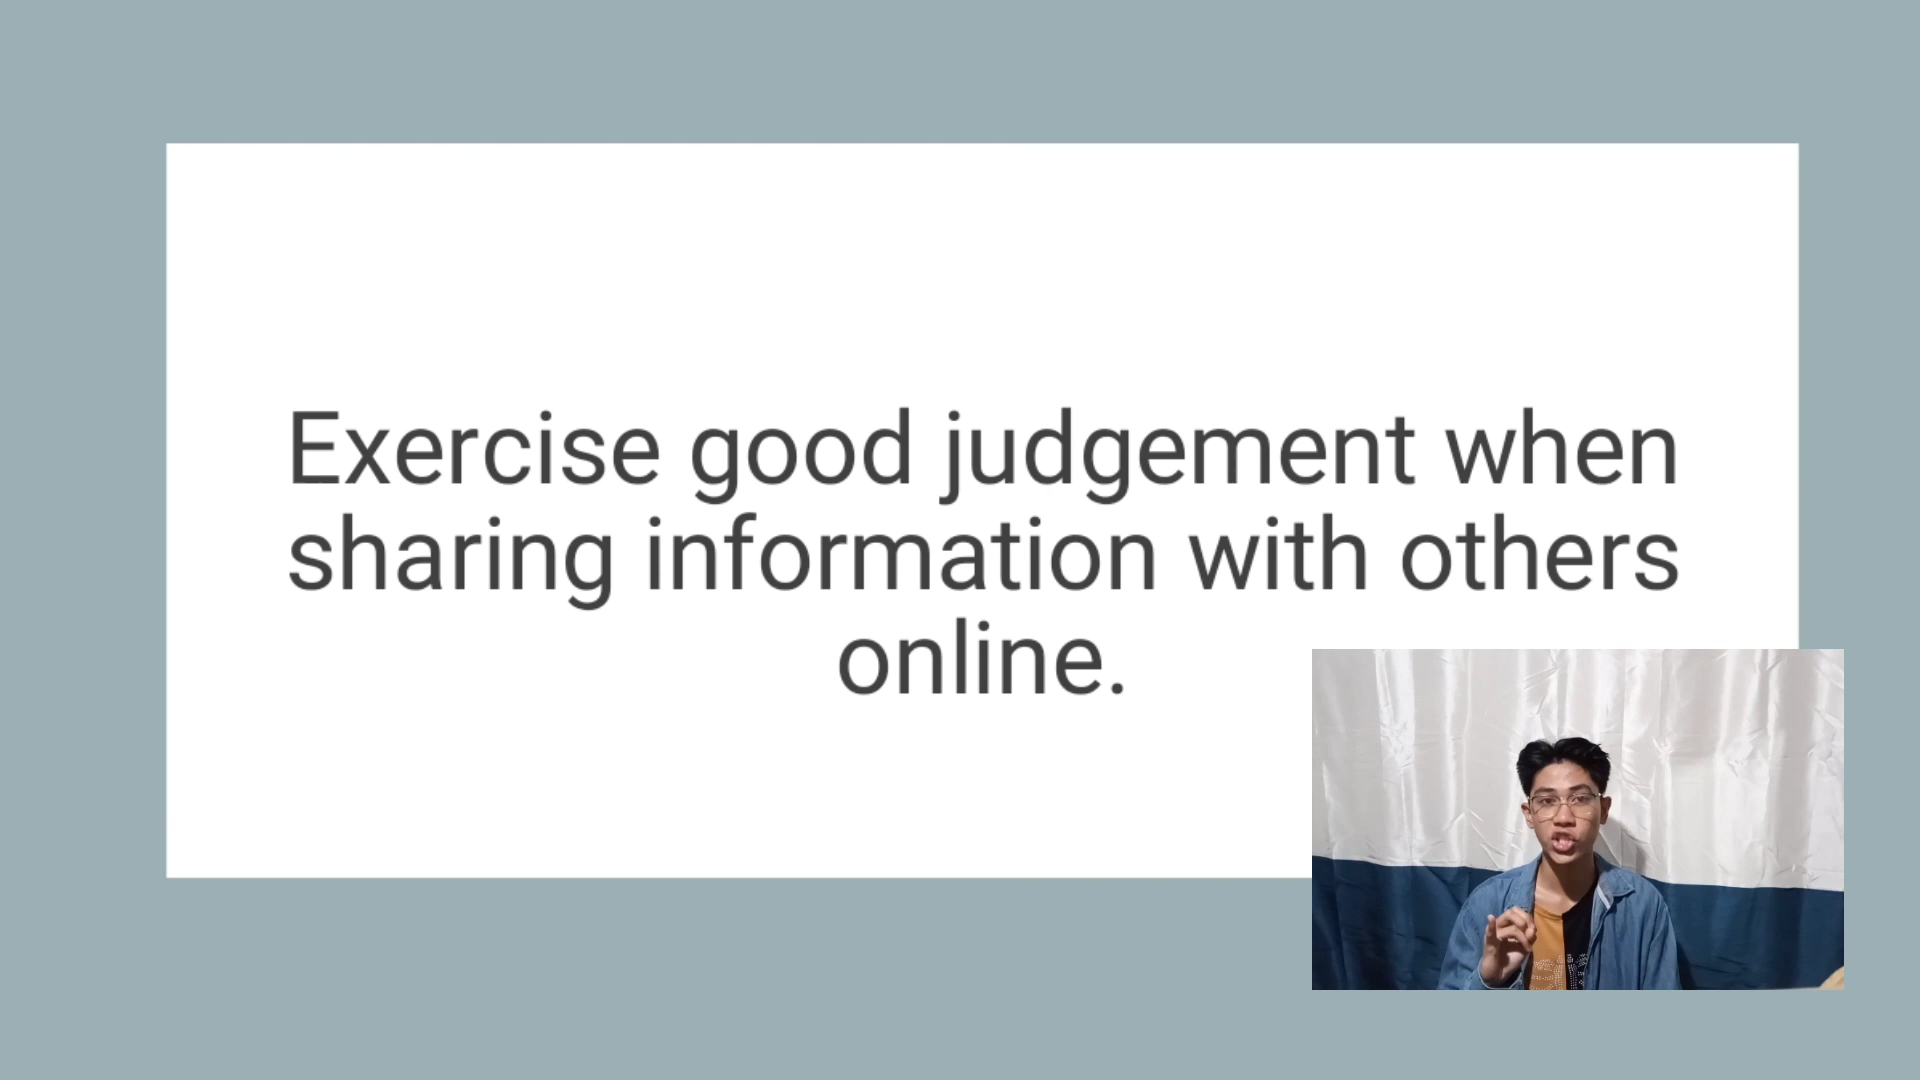 Exercise good judgement when
sharing information with others
online.